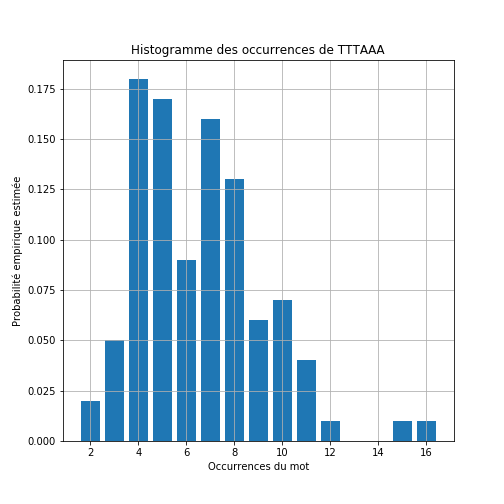 Histogramme des occurrences de TTTAAA
Probabilité empirique estimée
0.175
0.150
0.125
0.100
0.075
0.050
0.025
0.000
2 4 6 8 10 12 14 16
Occurrences du mot